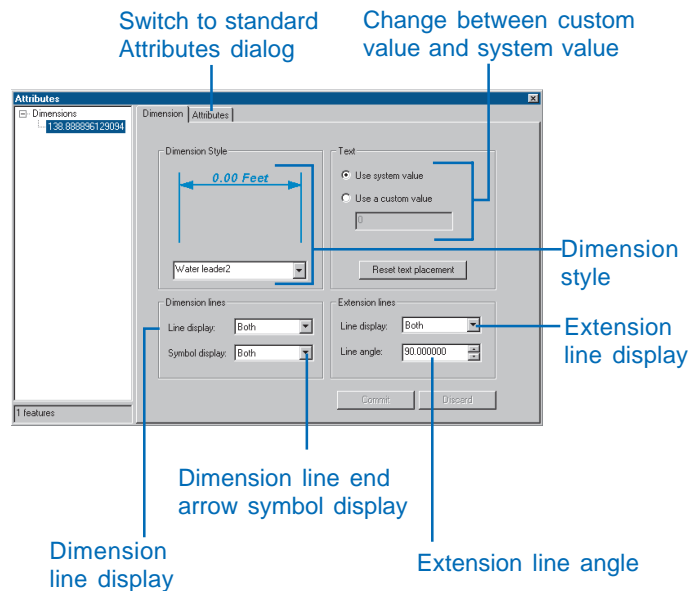 Switch to standard
Attributes dialog
Change between custom
value and system value
Attributes
Dimensions
138.888896129094
Dimension
Attributes
Dimension Style
0.00 Feet
Water leader2
Text
Use system value
Use a custom value
0
Reset text placement
Dimension
style
Dimension lines
Line display: Both
Symbol display: Both
Extension lines
Line display: Both
Line angle: 90.000000
Extension
line display
Commit
Discard
1 features
Dimension line end
arrow symbol display
Dimension
line display
Extension line angle